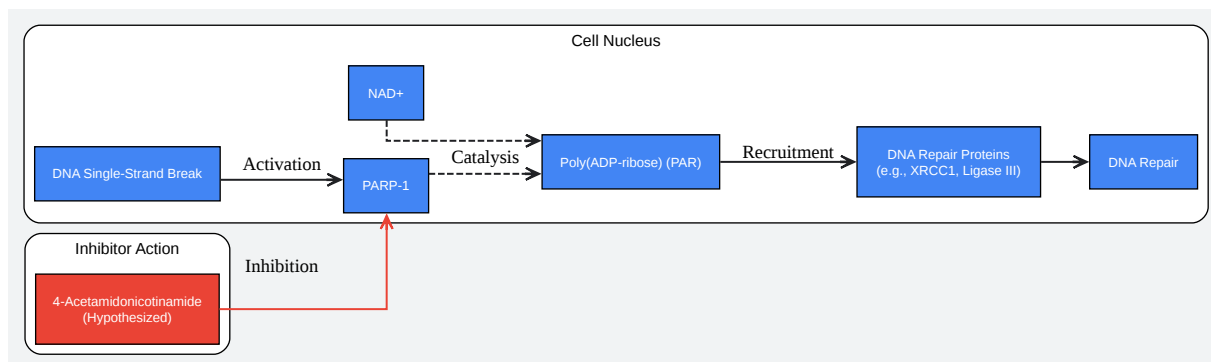 Cell Nucleus
NAD+
DNA Single-Strand Break
Activation
PARP-1
Catalysis
Poly(ADP-ribose) (PAR)
Recruitment
DNA Repair Proteins
(e.g., XRCC1, Ligase III)
DNA Repair
Inhibitor Action
4-Acetamidonicotinamide
(Hypothesized)
Inhibition